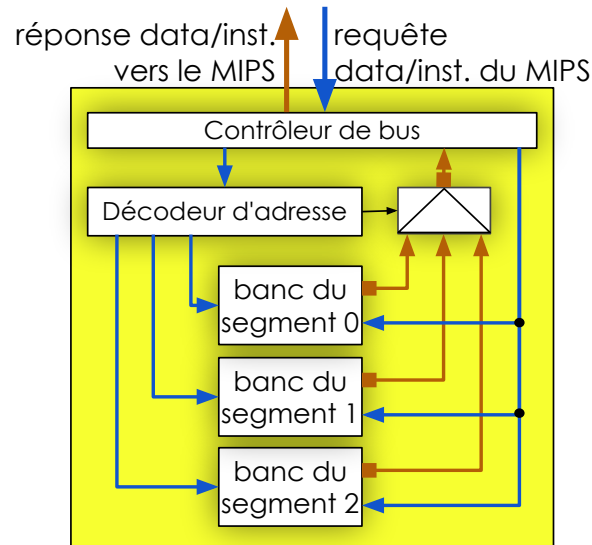 réponse data/inst.
vers le MIPS
requête
data/inst. du MIPS
Contrôleur de bus
Décodeur d'adresse
banc du
segment 0
banc du
segment 1
banc du
segment 2